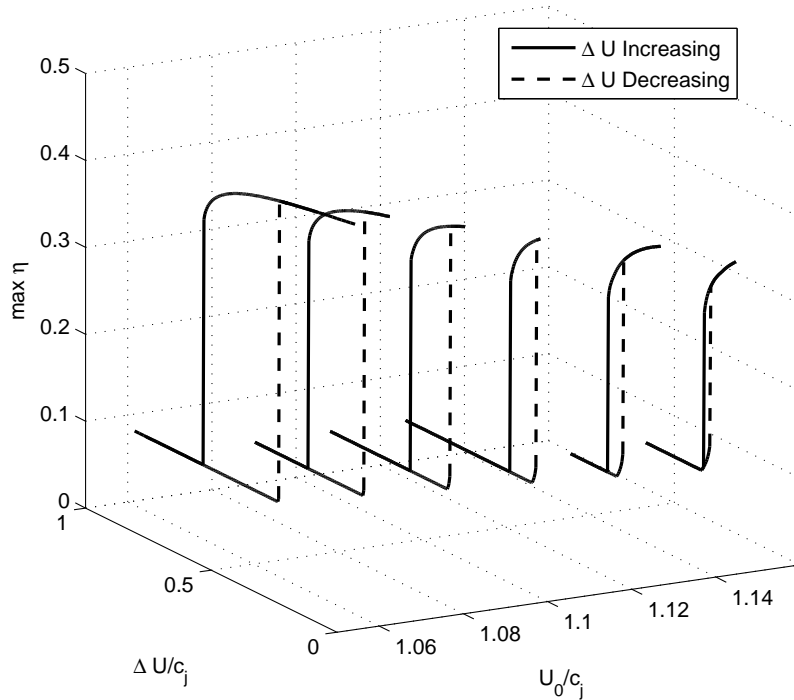 Δ U Increasing
Δ U Decreasing
0.5
0.4
0.3
0.2
0.1
0
max η
1
0.5
0
Δ U/c_j
1.06
1.08
1.1
1.12
1.14
U_0/c_j